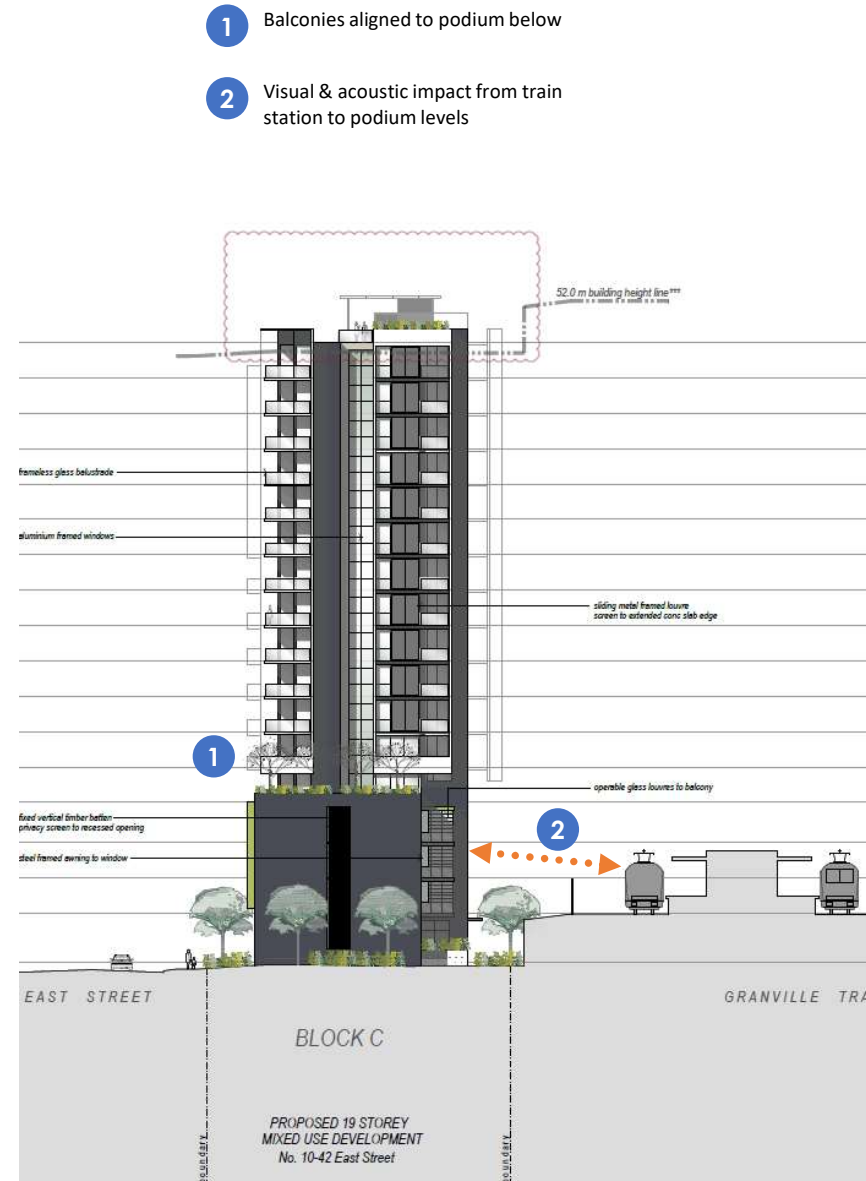 1 Balconies aligned to podium below
2 Visual & acoustic impact from train
station to podium levels
52.0 m building height line***
frameless glass balustrade
aluminium framed windows
sliding metal framed louvre
screen to extended conc slab edge
1
operable glass louvres to balcony
fixed vertical timber batten
privacy screen to recessed opening
2
steel framed awning to window
EAST STREET
GRANVILLE TRA
BLOCK C
PROPOSED 19 STOREY
MIXED USE DEVELOPMENT
No. 10-42 East Street
oundary
oundary